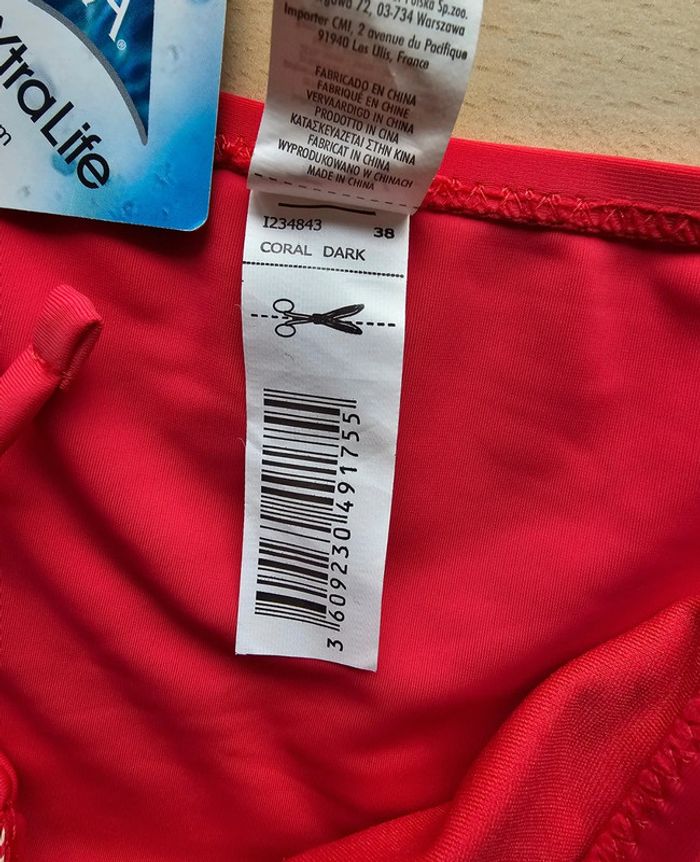 A®
XtraLife
Polska Sp.zoo.
72, 03-734 Warszawa
Importer CMI, 2 avenue du Pacifique
91940 Les Ulis, France
FABRICADO EN CHINA
FABRIQUÉ EN CHINE
VERVAARDIGD IN CHINA
PRODOTTO IN CINA
ΚΑΤΑΣΚΕΥΑΖΕΤΑΙ ΣΤΗΝ ΚΙΝΑ
FABRICAT IN CHINA
WYPRODUKOWANO W CHINACH
MADE IN CHINA
I234843 38
CORAL DARK
3 609230 491755